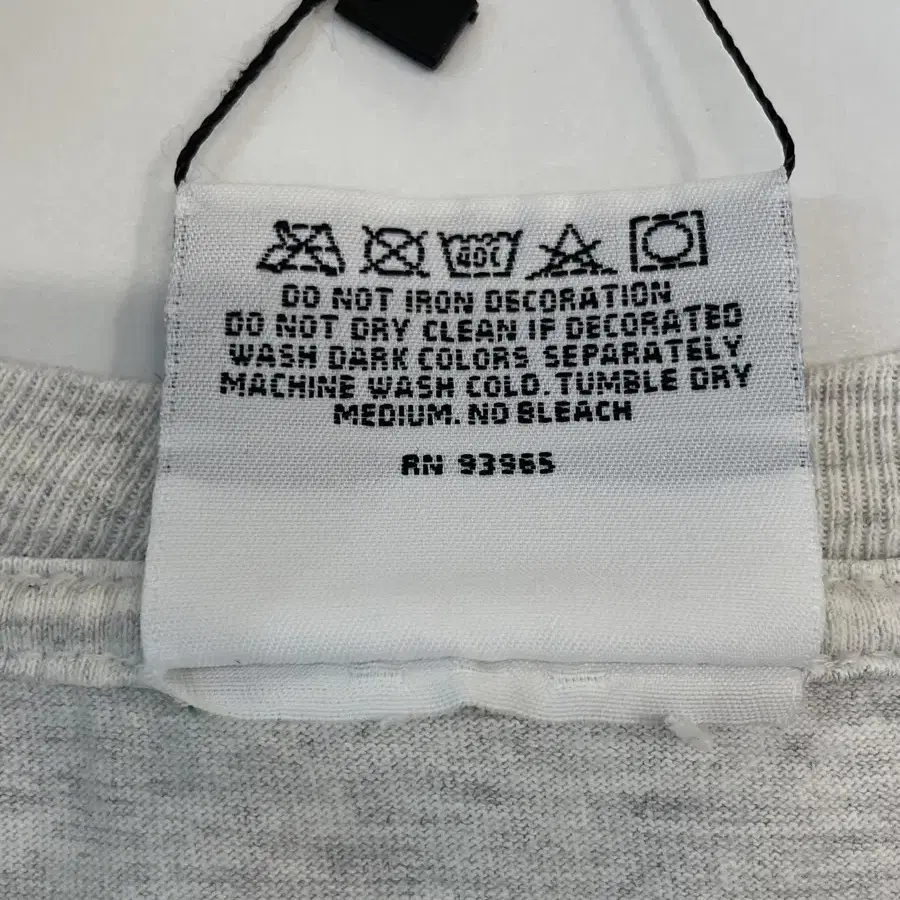 40C
DO NOT IRON DECORATION
DO NOT DRY CLEAN IF DECORATED
WASH DARK COLORS SEPARATELY
MACHINE WASH COLD. TUMBLE DRY
MEDIUM. NO BLEACH
RN 93965